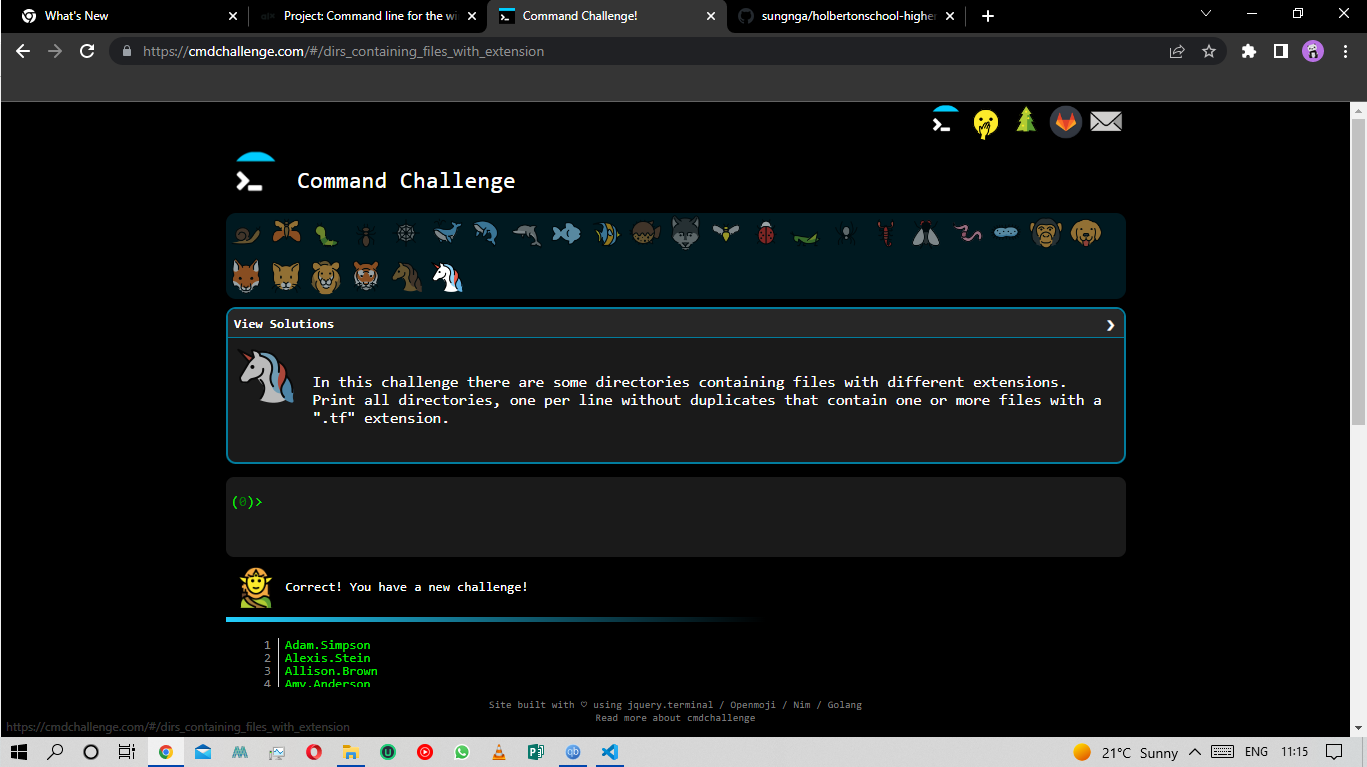 What's New
Project: Command line for the wi
Command Challenge!
sungnga/holbertonschool-highe
https://cmdchallenge.com/#/dirs_containing_files_with_extension
Command Challenge
View Solutions
In this challenge there are some directories containing files with different extensions.
Print all directories, one per line without duplicates that contain one or more files with a
".tf" extension.
(0)>
Correct! You have a new challenge!
1 Adam.Simpson
2 Alexis.Stein
3 Allison.Brown
4 Amy.Anderson
Site built with ♡ using jquery.terminal / Openmoji / Nim / Golang
Read more about cmdchallenge
https://cmdchallenge.com/#/dirs_containing_files_with_extension
21°C Sunny ENG 11:15